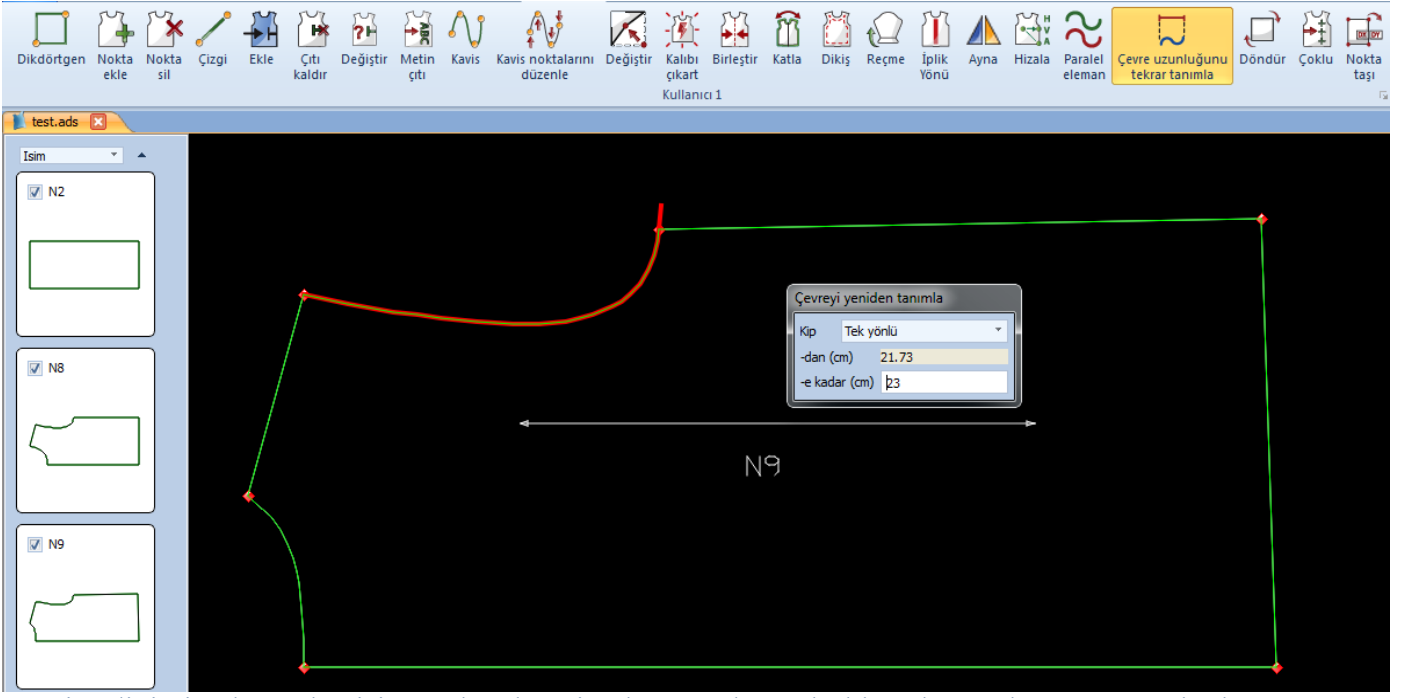 Dikdörtgen Nokta ekle Nokta sil Çizgi Ekle Çıtı kaldır Değiştir Metin çıtı Kavis Kavis noktalarını düzenle Değiştir Kalıbı çıkart Birleştir Katla Dikiş Reçme İplik Yönü Ayna Hizala Paralel eleman Çevre uzunluğunu tekrar tanımla Döndür Çoklu Nokta taşı
Kullanıcı 1
test.ads
Isim
N2
N8
N9
Çevreyi yeniden tanımla
Kip Tek yönlü
-dan (cm) 21.73
-e kadar (cm) 23
N9